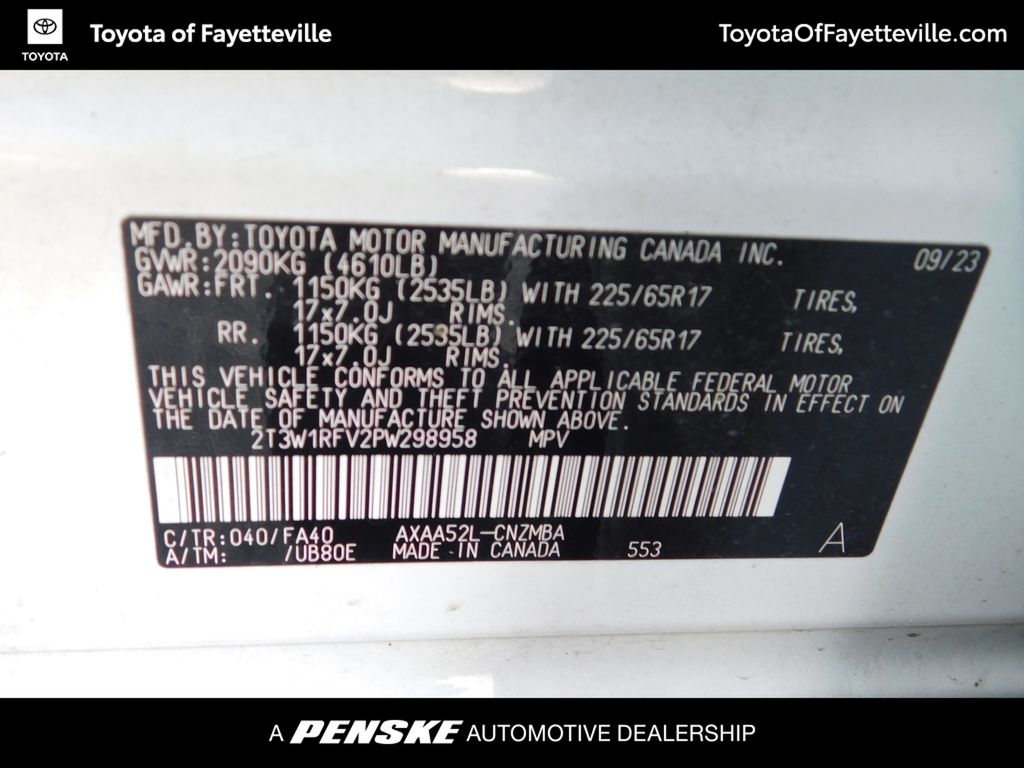 TOYOTA
Toyota of Fayetteville
ToyotaOfFayetteville.com
MFD.BY:TOYOTA MOTOR MANUFACTURING CANADA INC. 09/23
GVWR:2090KG (4610LB)
GAWR:FRT. 1150KG (2535LB) WITH 225/65R17 TIRES,
17x7.0J RIMS.
RR. 1150KG (2535LB) WITH 225/65R17 TIRES,
17x7.0J RIMS.
THIS VEHICLE CONFORMS TO ALL APPLICABLE FEDERAL MOTOR
VEHICLE SAFETY AND THEFT PREVENTION STANDARDS IN EFFECT ON
THE DATE OF MANUFACTURE SHOWN ABOVE.
2T3W1RFV2PW298958 MPV
C/TR:040/FA40 AXAA52L-CNZMBA
A/TM: /UB80E MADE IN CANADA 553 A
A PENSKE AUTOMOTIVE DEALERSHIP